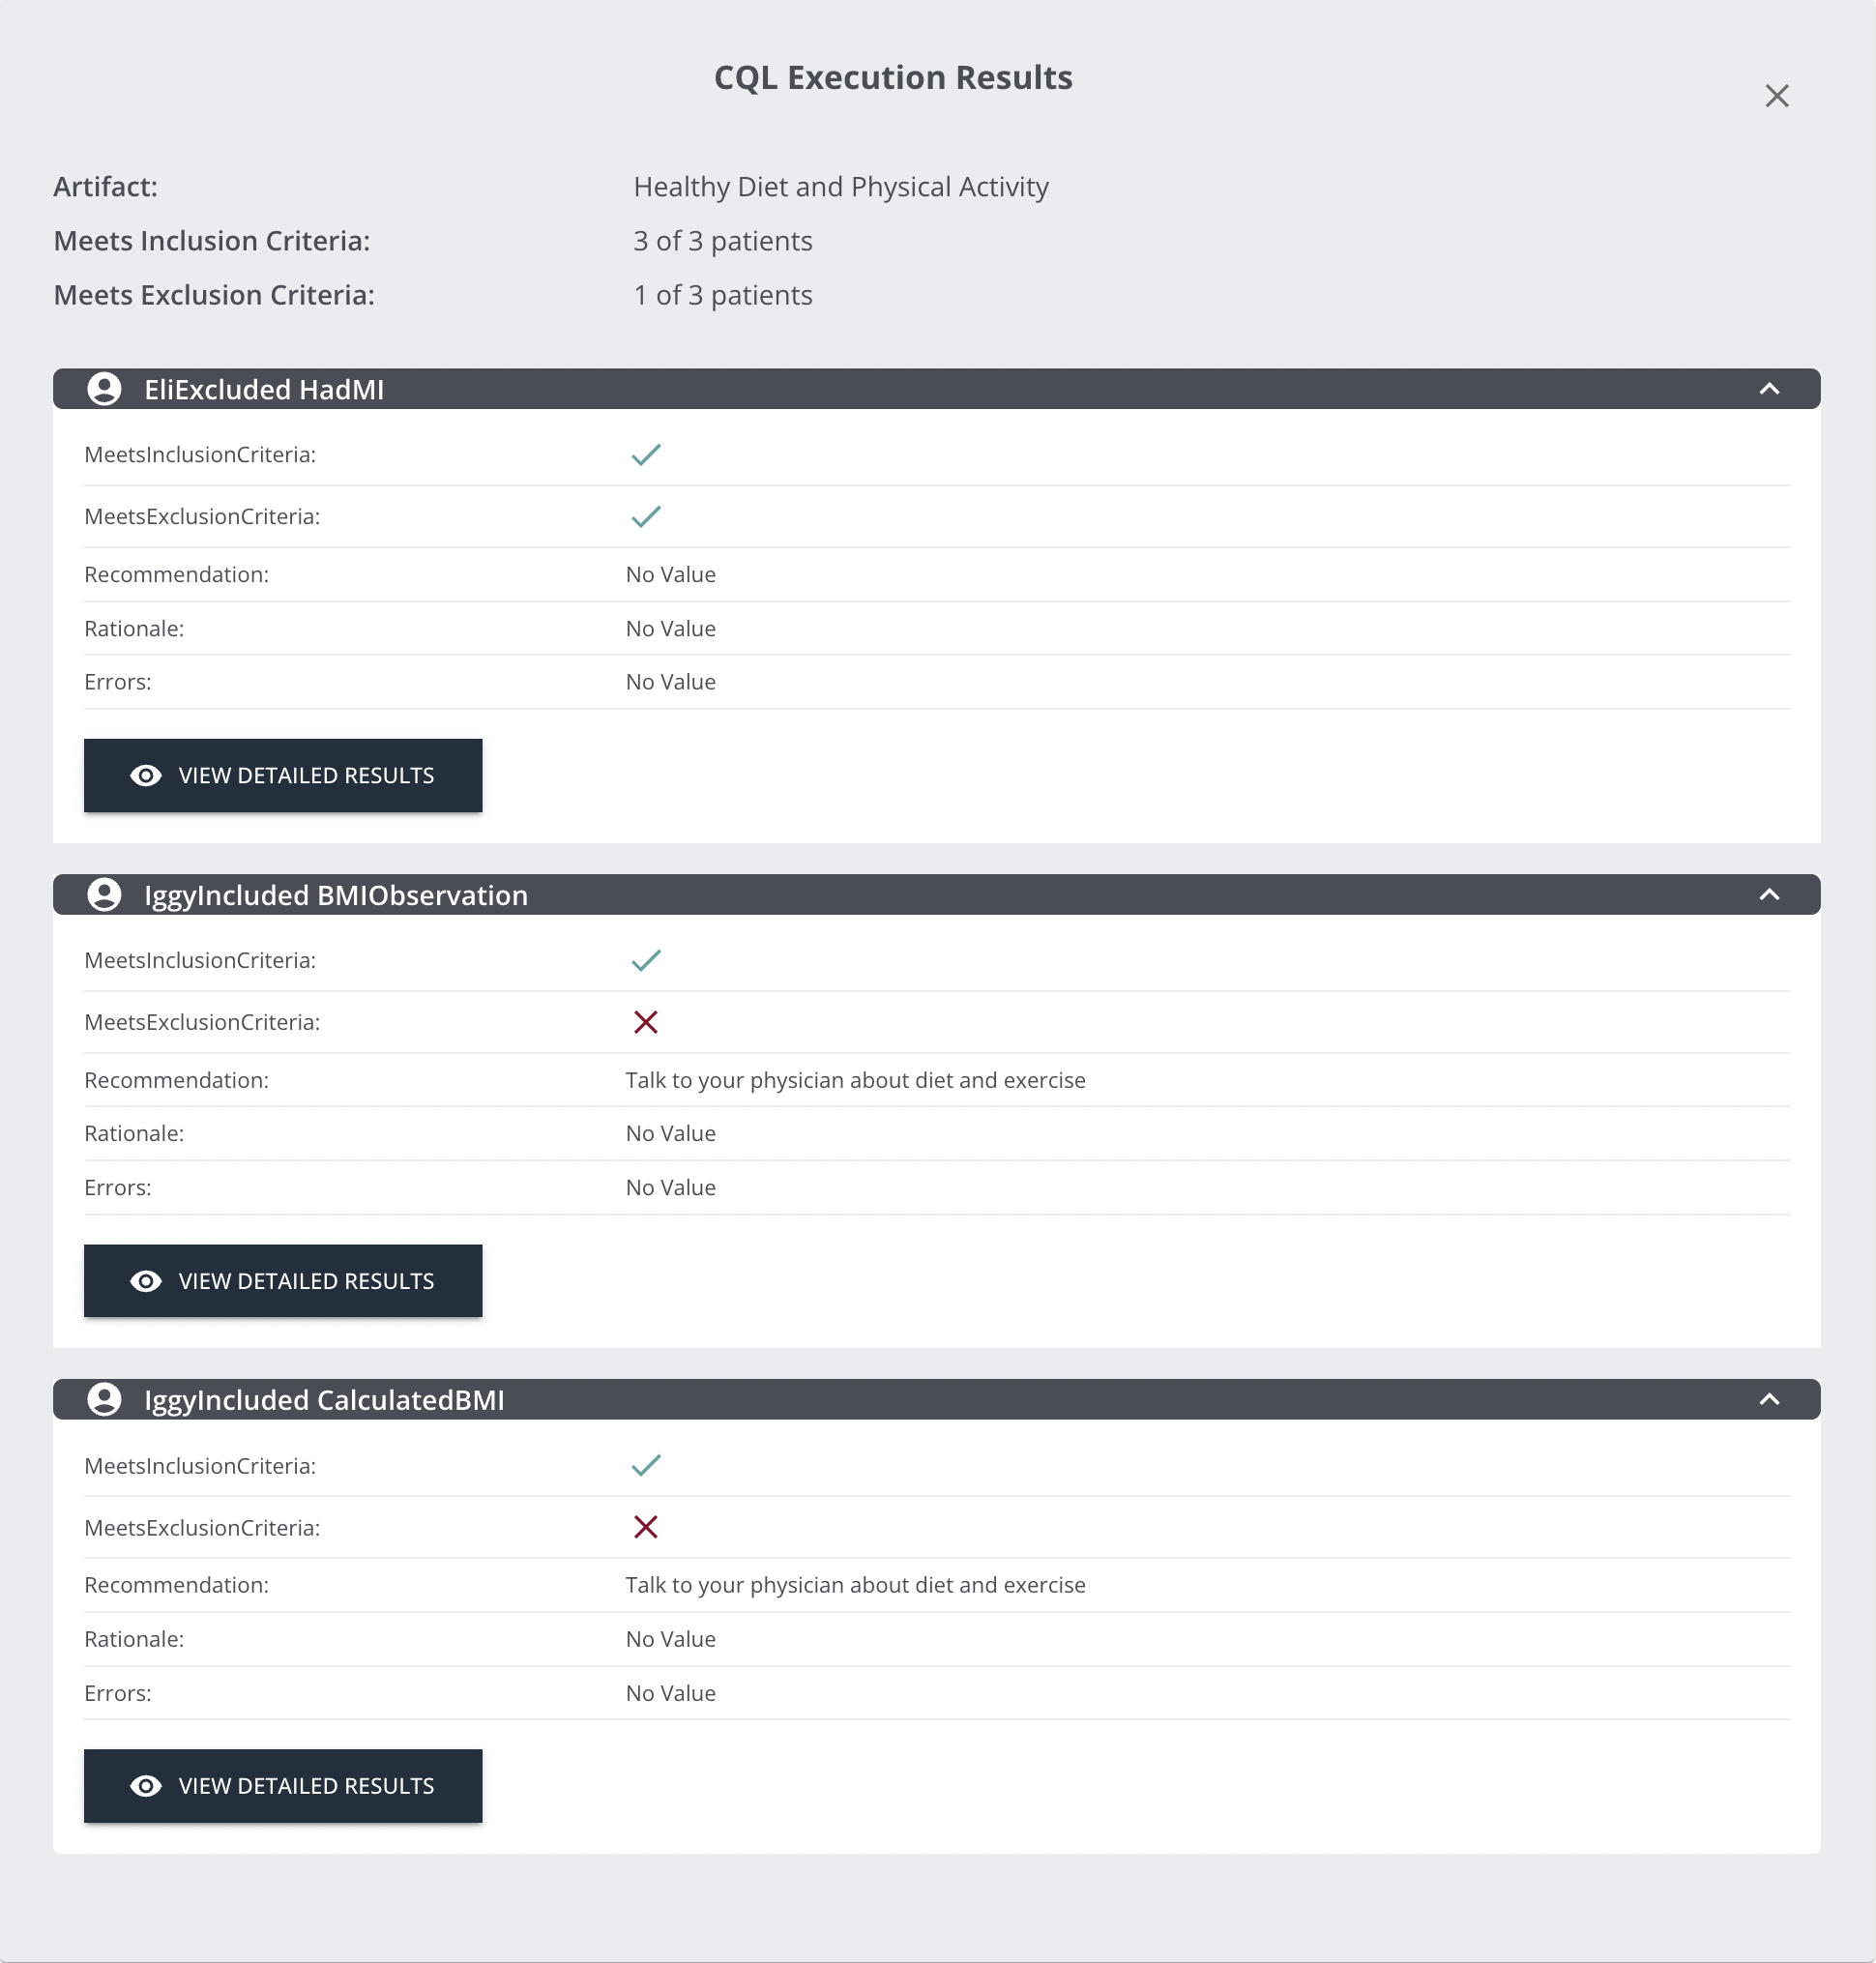 CQL Execution Results
Artifact: Healthy Diet and Physical Activity
Meets Inclusion Criteria: 3 of 3 patients
Meets Exclusion Criteria: 1 of 3 patients
EliExcluded HadMI
MeetsInclusionCriteria:
MeetsExclusionCriteria:
Recommendation: No Value
Rationale: No Value
Errors: No Value
VIEW DETAILED RESULTS
IggyIncluded BMIObservation
MeetsInclusionCriteria:
MeetsExclusionCriteria:
Recommendation: Talk to your physician about diet and exercise
Rationale: No Value
Errors: No Value
VIEW DETAILED RESULTS
IggyIncluded CalculatedBMI
MeetsInclusionCriteria:
MeetsExclusionCriteria:
Recommendation: Talk to your physician about diet and exercise
Rationale: No Value
Errors: No Value
VIEW DETAILED RESULTS